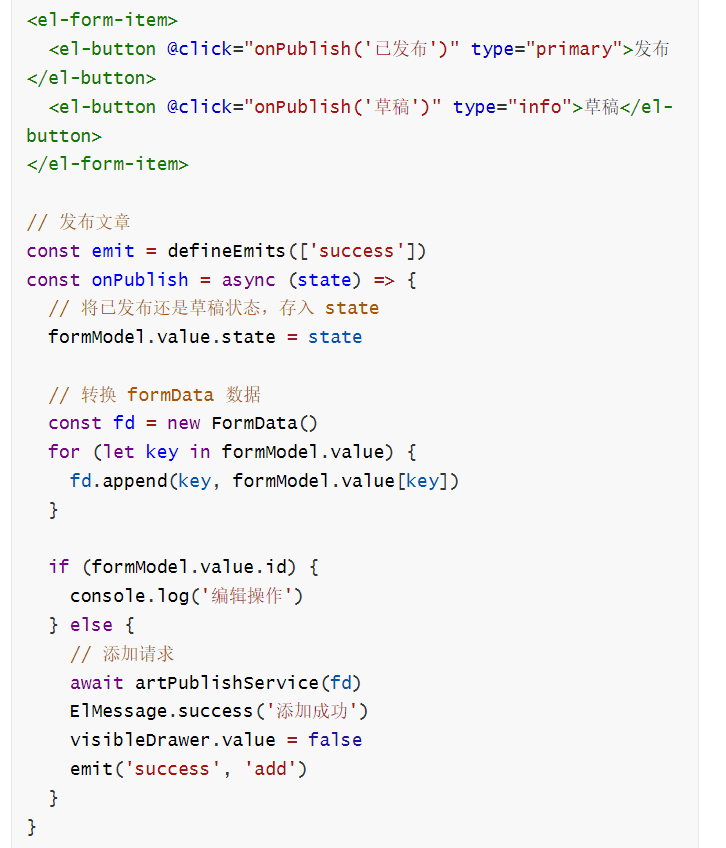 <el-form-item>
  <el-button @click="onPublish('已发布')" type="primary">发布
</el-button>
  <el-button @click="onPublish('草稿')" type="info">草稿</el-
button>
</el-form-item>

// 发布文章
const emit = defineEmits(['success'])
const onPublish = async (state) => {
  // 将已发布还是草稿状态，存入 state
  formModel.value.state = state

  // 转换 formData 数据
  const fd = new FormData()
  for (let key in formModel.value) {
    fd.append(key, formModel.value[key])
  }

  if (formModel.value.id) {
    console.log('编辑操作')
  } else {
    // 添加请求
    await artPublishService(fd)
    ElMessage.success('添加成功')
    visibleDrawer.value = false
    emit('success', 'add')
  }
}